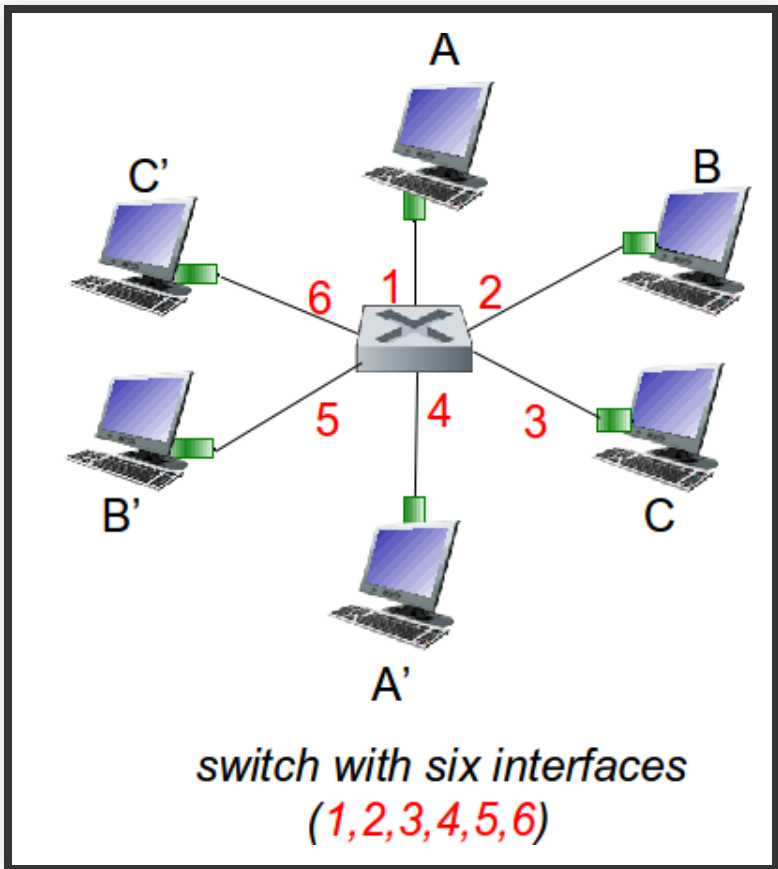 A
C’
B
6
1
2
5
4
3
B’
C
A’
switch with six interfaces
(1,2,3,4,5,6)